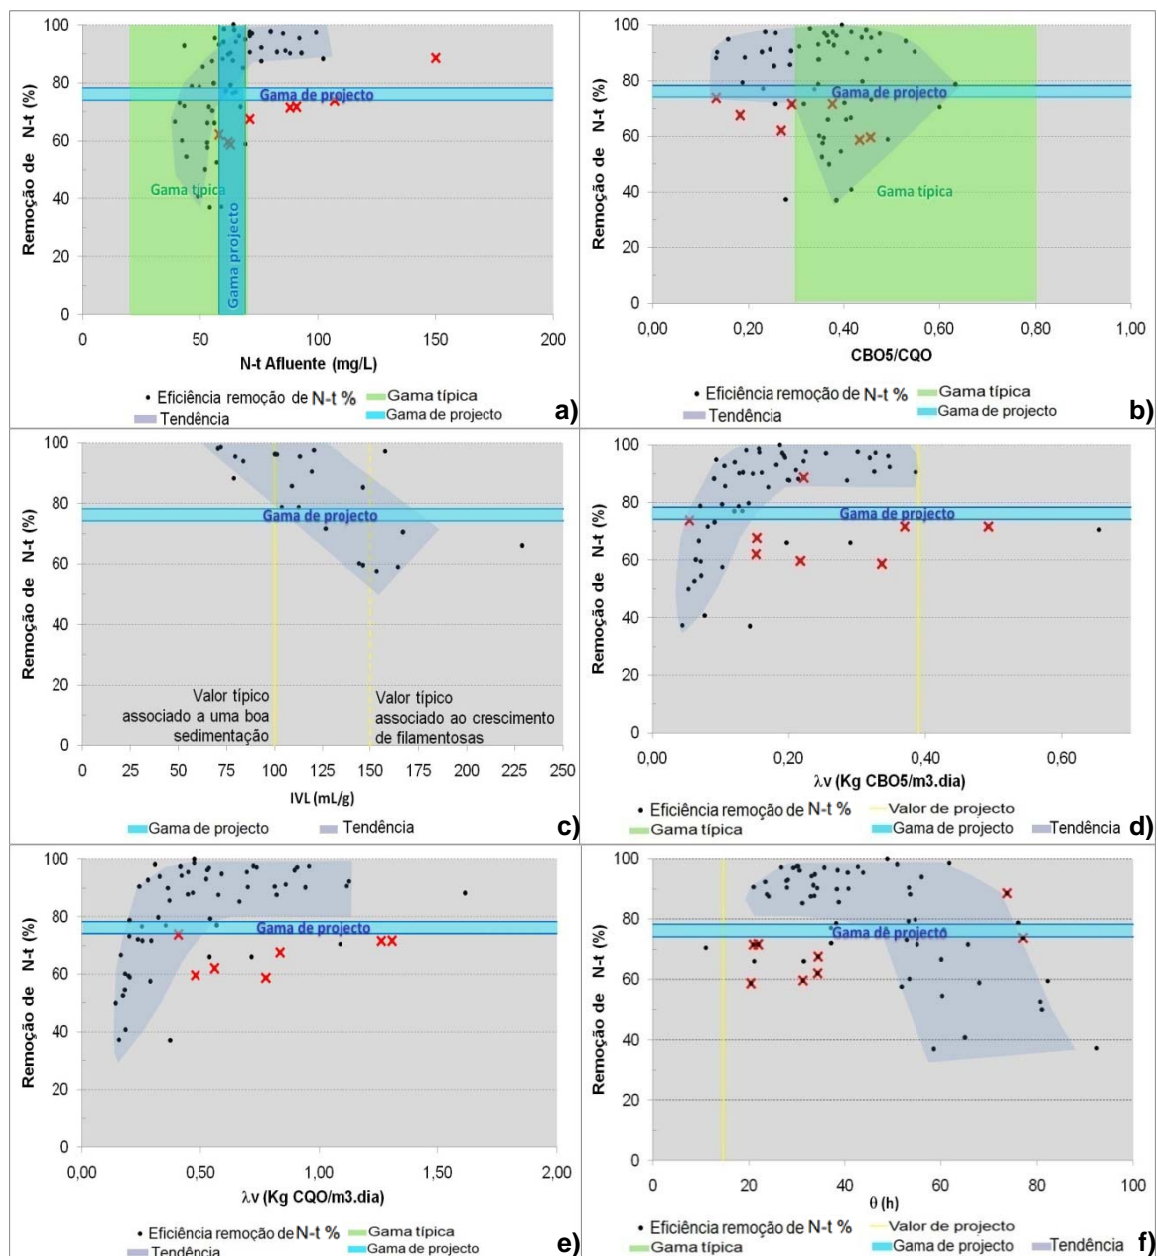 Remoção de N-t (%)
100
80
60
40
20
0
Gama de projecto
Gama típica
Gama projecto
0 50 100 150 200
N-t Afluente (mg/L)
• Eficiência remoção de N-t % Gama típica
Tendência Gama de projecto
a)
Remoção de N-t (%)
100
80
60
40
20
0
Gama de projecto
Gama típica
0,00 0,20 0,40 0,60 0,80 1,00
CBO5/CQO
• Eficiência remoção de N-t % Gama típica
Tendência Gama de projecto
b)
Remoção de N-t (%)
100
80
60
40
20
0
Gama de projecto
Valor típico
associado a uma boa
sedimentação
Valor típico
associado ao crescimento
de filamentosas
0 25 50 75 100 125 150 175 200 225 250
IVL (mL/g)
Gama de projecto Tendência
c)
Remoção de N-t (%)
100
80
60
40
20
0
Gama de projecto
0,00 0,20 0,40 0,60
λv (Kg CBO5/m3.dia)
• Eficiência remoção de N-t % Valor de projecto
Gama típica Gama de projecto Tendência
d)
Remoção de N-t (%)
100
80
60
40
20
0
Gama de projecto
0,00 0,50 1,00 1,50 2,00
λv (Kg CQO/m3.dia)
• Eficiência remoção de N-t % Gama típica
Tendência Gama de projecto
e)
Remoção de N-t (%)
100
80
60
40
20
0
Gama de projecto
0 20 40 60 80 100
θ (h)
• Eficiência remoção de N-t % Valor de projecto
Gama típica Gama de projecto Tendência
f)